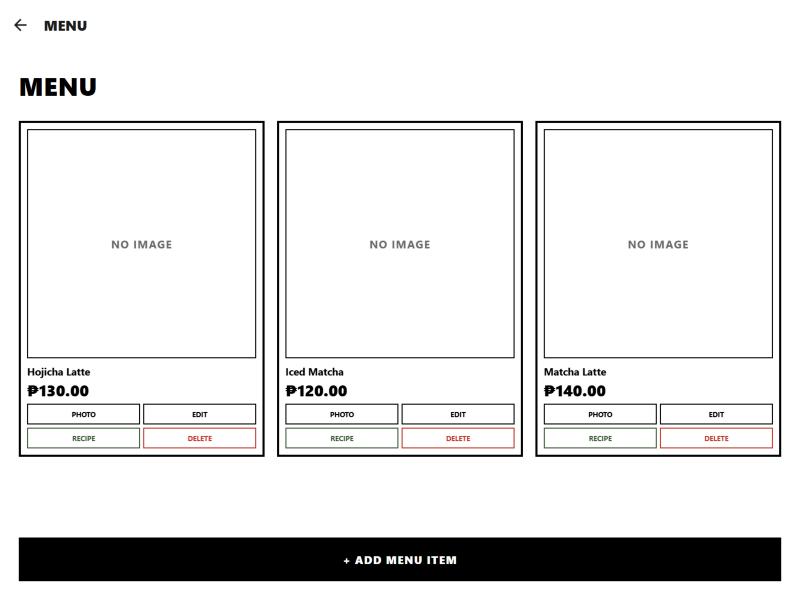 MENU
MENU
NO IMAGE
Hojicha Latte
₱130.00
PHOTO EDIT
RECIPE DELETE
NO IMAGE
Iced Matcha
₱120.00
PHOTO EDIT
RECIPE DELETE
NO IMAGE
Matcha Latte
₱140.00
PHOTO EDIT
RECIPE DELETE
+ ADD MENU ITEM